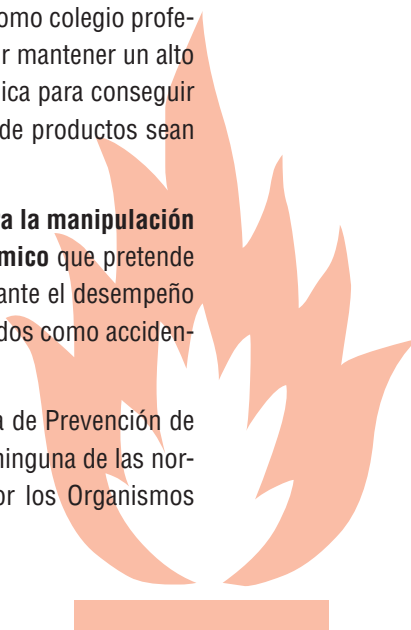 omo colegio profe-
r mantener un alto
ica para conseguir
de productos sean
a la manipulación
mico que pretende
ante el desempeño
dos como acciden-
a de Prevención de
ninguna de las nor-
or los Organismos